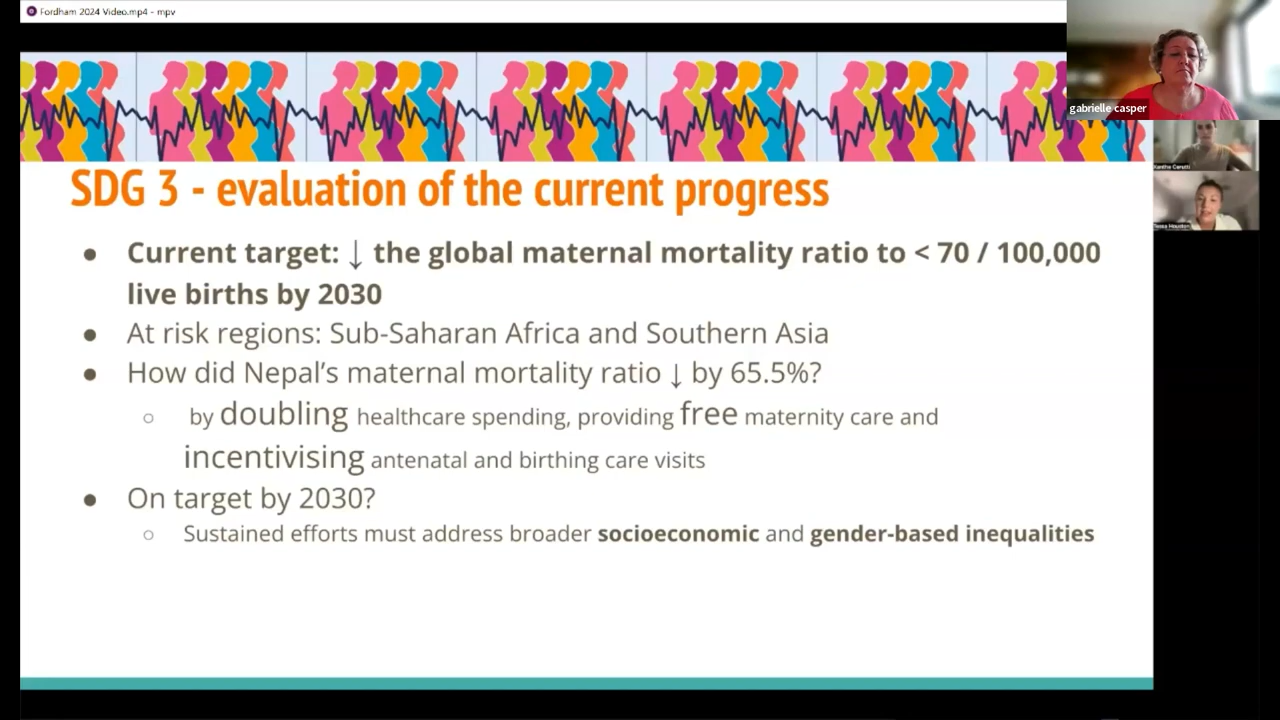 Fordham 2024 Video.mp4 - mpv
gabrielle casper
Xanthe Cerutti
Tessa Houston
SDG 3 - evaluation of the current progress
● Current target: ↓ the global maternal mortality ratio to < 70 / 100,000
live births by 2030
● At risk regions: Sub-Saharan Africa and Southern Asia
● How did Nepal's maternal mortality ratio ↓ by 65.5%?
○ by doubling healthcare spending, providing free maternity care and
incentivising antenatal and birthing care visits
● On target by 2030?
○ Sustained efforts must address broader socioeconomic and gender-based inequalities